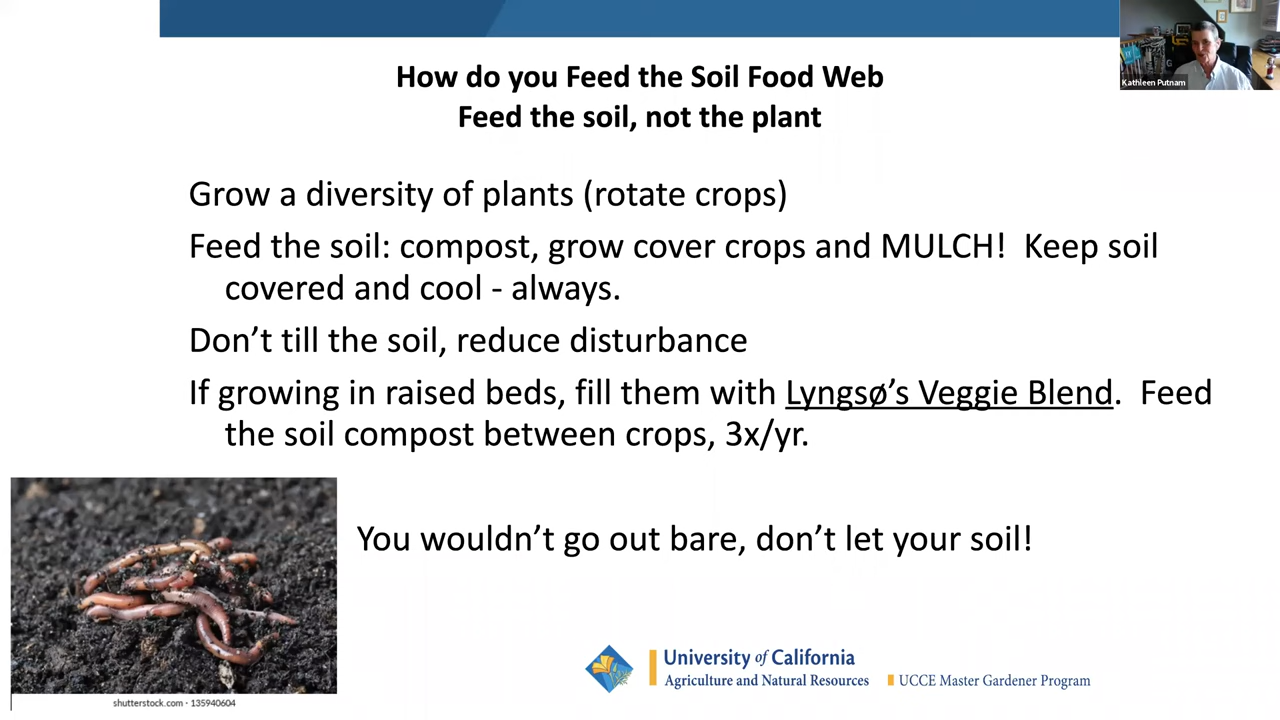 Kathleen Putnam
How do you Feed the Soil Food Web
Feed the soil, not the plant
Grow a diversity of plants (rotate crops)
Feed the soil: compost, grow cover crops and MULCH!  Keep soil
covered and cool - always.
Don’t till the soil, reduce disturbance
If growing in raised beds, fill them with Lyngsø’s Veggie Blend.  Feed
the soil compost between crops, 3x/yr.
You wouldn’t go out bare, don’t let your soil!
shutterstock.com · 135940604
University of California
Agriculture and Natural Resources
UCCE Master Gardener Program